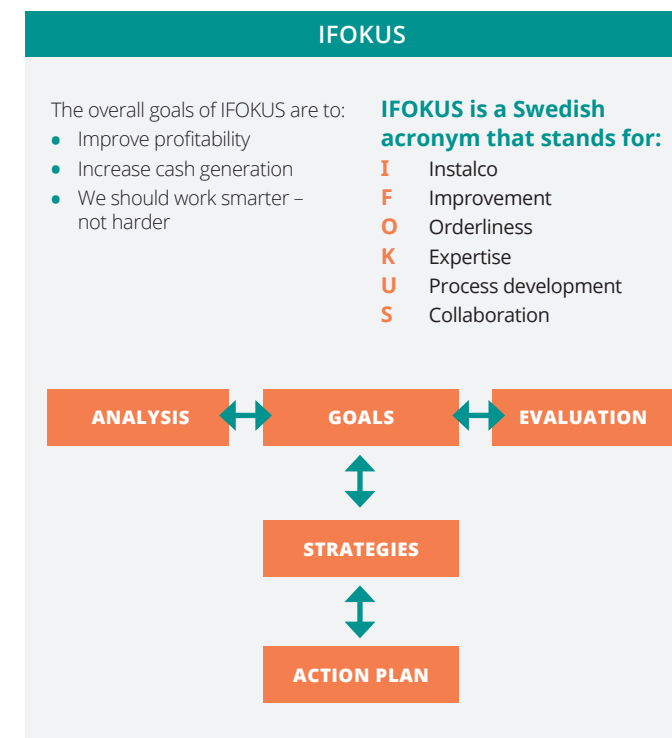 IFOKUS
The overall goals of IFOKUS are to:
• Improve profitability
• Increase cash generation
• We should work smarter –
not harder
IFOKUS is a Swedish
acronym that stands for:
I Instalco
F Improvement
O Orderliness
K Expertise
U Process development
S Collaboration
ANALYSIS GOALS EVALUATION
STRATEGIES
ACTION PLAN